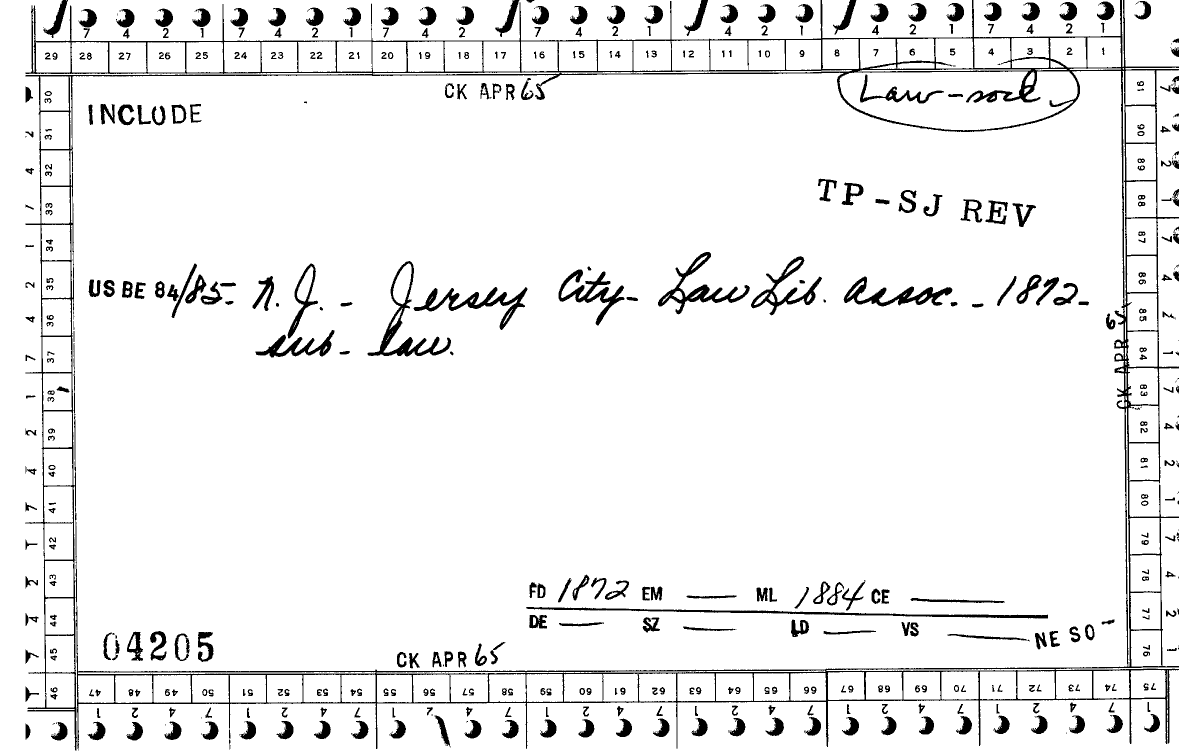 7 4 2 1 7 4 2 1 7 4 2 1 7 4 2 1 7 4 2 1 7 4 2 1 7 4 2 1
29 28 27 26 25 24 23 22 21 20 19 18 17 16 15 14 13 12 11 10 9 8 7 6 5 4 3 2 1
CK APR 65
Law-socl.
INCLUDE
TP-SJ REV
US BE 84/85- N.J. - Jersey City- Law Lib. Assoc. - 1872-
sub- law.
CK APR 65
FD 1872 EM ML 1884 CE
DE SZ LD VS NE SO -
04205
CK APR 65
30 31 32 33 34 35 36 37 38 39 40 41 42 43 44 45 46
91 90 89 88 87 86 85 84 83 82 81 80 79 78 77 76 75
47 48 49 50 51 52 53 54 55 56 57 58 59 60 61 62 63 64 65 66 67 68 69 70 71 72 73 74 75
1 2 4 7 1 2 4 7 1 2 4 7 1 2 4 7 1 2 4 7 1 2 4 7 1 2 4 7 1